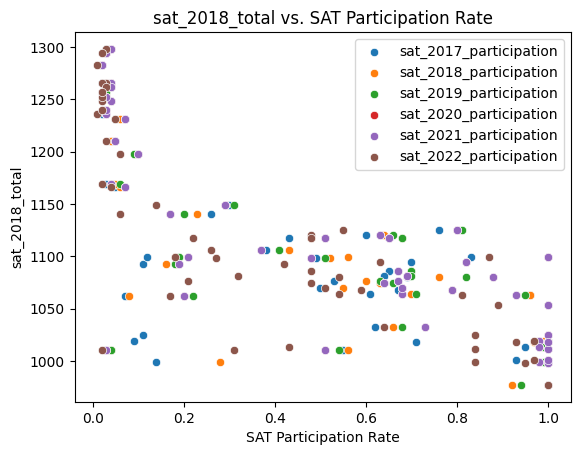 sat_2018_total vs. SAT Participation Rate
sat_2017_participation
sat_2018_participation
sat_2019_participation
sat_2020_participation
sat_2021_participation
sat_2022_participation
sat_2018_total
1300
1250
1200
1150
1100
1050
1000
0.0 0.2 0.4 0.6 0.8 1.0
SAT Participation Rate